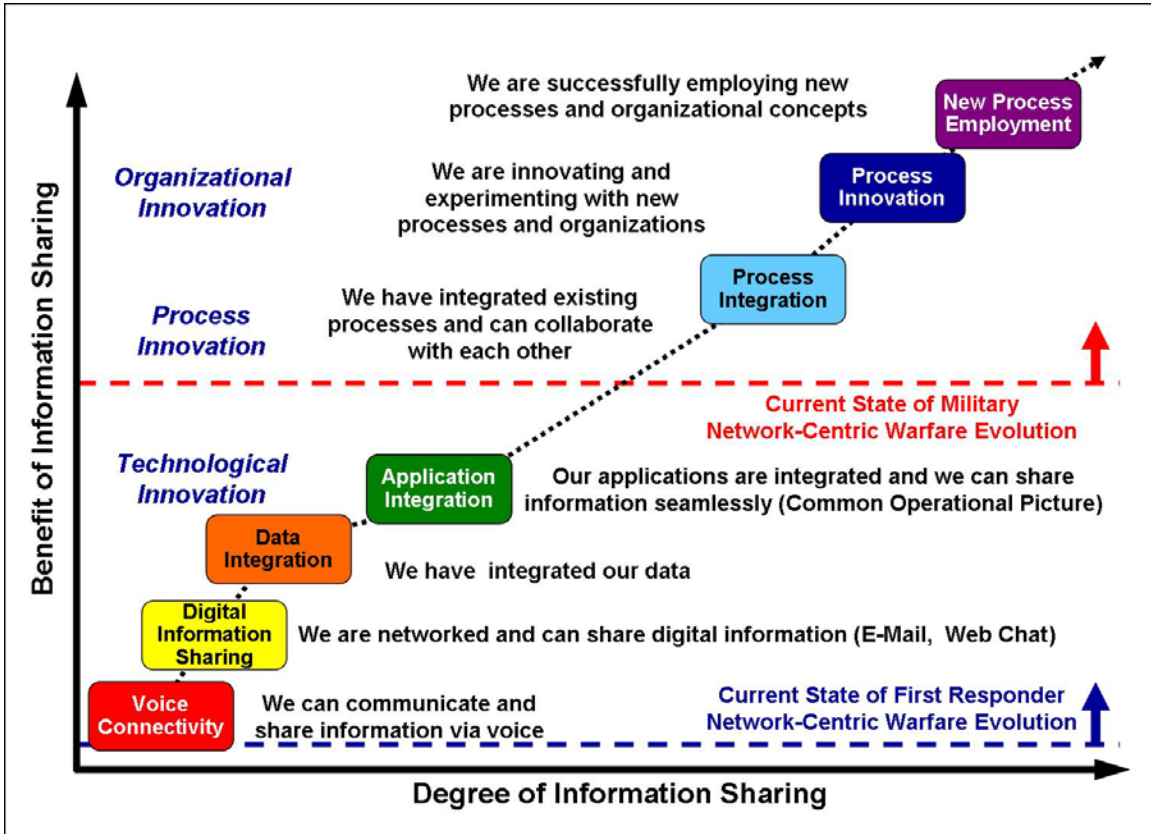 Benefit of Information Sharing
We are successfully employing new
processes and organizational concepts
New Process
Employment
Organizational
Innovation
We are innovating and
experimenting with new
processes and organizations
Process
Innovation
Process
Innovation
We have integrated existing
processes and can collaborate
with each other
Process
Integration
Current State of Military
Network-Centric Warfare Evolution
Technological
Innovation
Application
Integration
Our applications are integrated and we can share
information seamlessly (Common Operational Picture)
Data
Integration
We have integrated our data
Digital
Information
Sharing
We are networked and can share digital information (E-Mail, Web Chat)
Voice
Connectivity
We can communicate and
share information via voice
Current State of First Responder
Network-Centric Warfare Evolution
Degree of Information Sharing